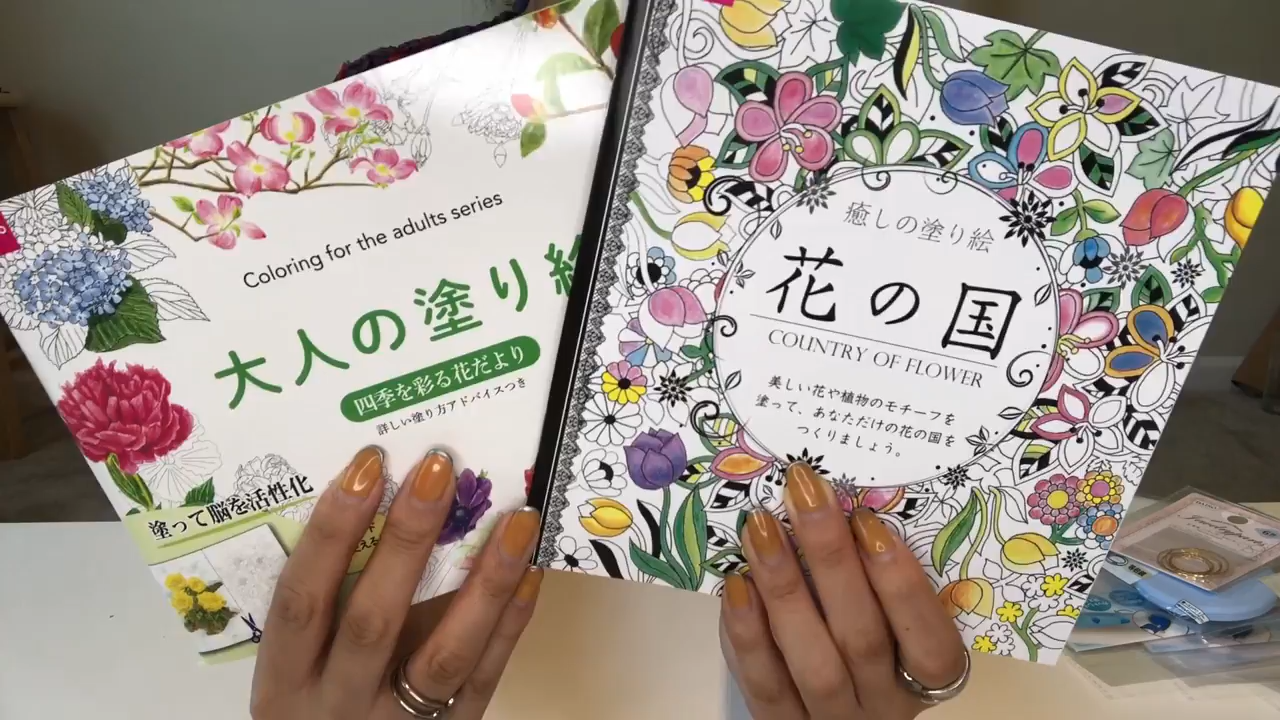 Coloring for the adults series
大人の塗り絵
四季を彩る花だより
詳しい塗り方アドバイスつき
塗って脳を活性化
癒しの塗り絵
花の国
COUNTRY OF FLOWER
美しい花や植物のモチーフを
塗って、あなただけの花の国を
つくりましょう。